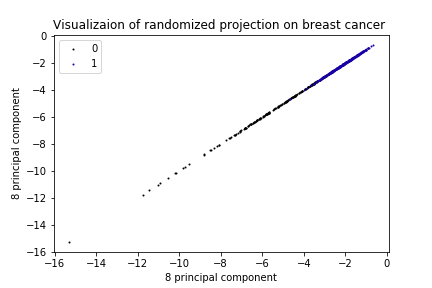 Visualizaion of randomized projection on breast cancer
0
1
0
−2
−4
−6
−8
−10
−12
−14
−16
8 principal component
−16 −14 −12 −10 −8 −6 −4 −2 0
8 principal component